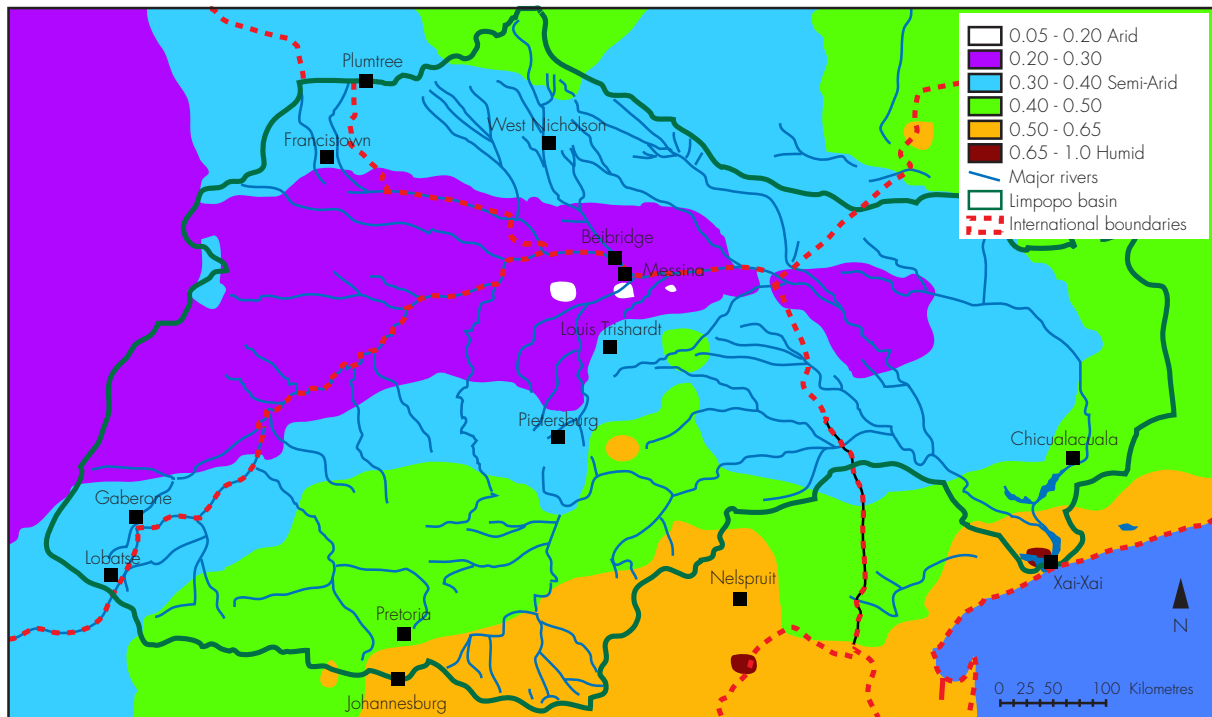 0.05 - 0.20 Arid
0.20 - 0.30
0.30 - 0.40 Semi-Arid
0.40 - 0.50
0.50 - 0.65
0.65 - 1.0 Humid
Major rivers
Limpopo basin
International boundaries
Plumtree
West Nicholson
Francistown
Beibridge
Messina
Louis Trishardt
Pietersburg
Chicualacuala
Gaberone
Lobatse
Xai-Xai
Nelspruit
Pretoria
Johannesburg
N
0 25 50 100 Kilometres